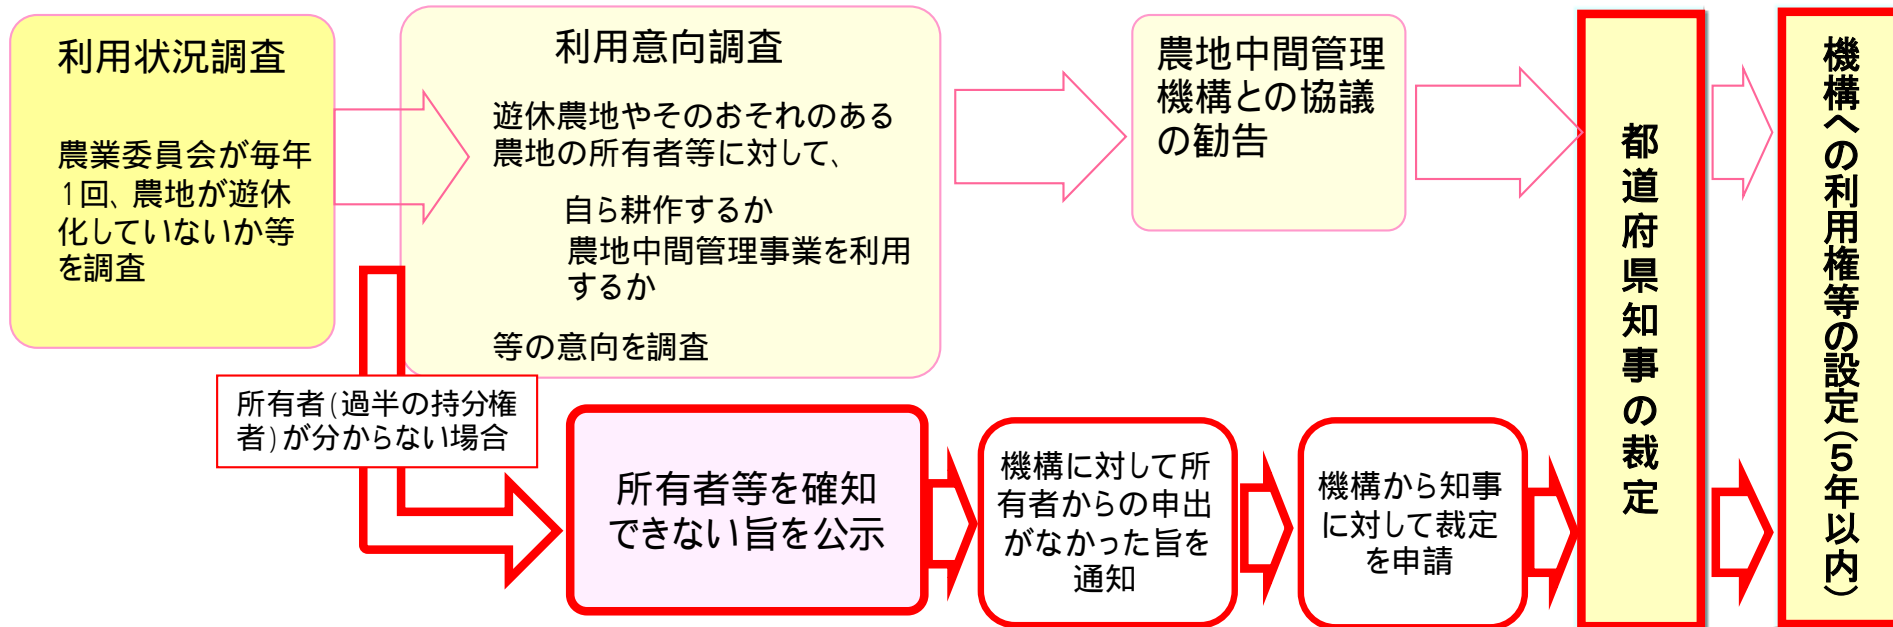 利用状況調査
農業委員会が毎年
1回、農地が遊休
化していないか等
を調査
利用意向調査
遊休農地やそのおそれのある
農地の所有者等に対して、
自ら耕作するか
農地中間管理事業を利用
するか
等の意向を調査
農地中間管理
機構との協議
の勧告
都道府県知事の裁定
機構への利用権等の設定(5年以内)
所有者(過半の持分権
者)が分からない場合
所有者等を確知
できない旨を公示
機構に対して所
有者からの申出
がなかった旨を
通知
機構から知事
に対して裁定
を申請